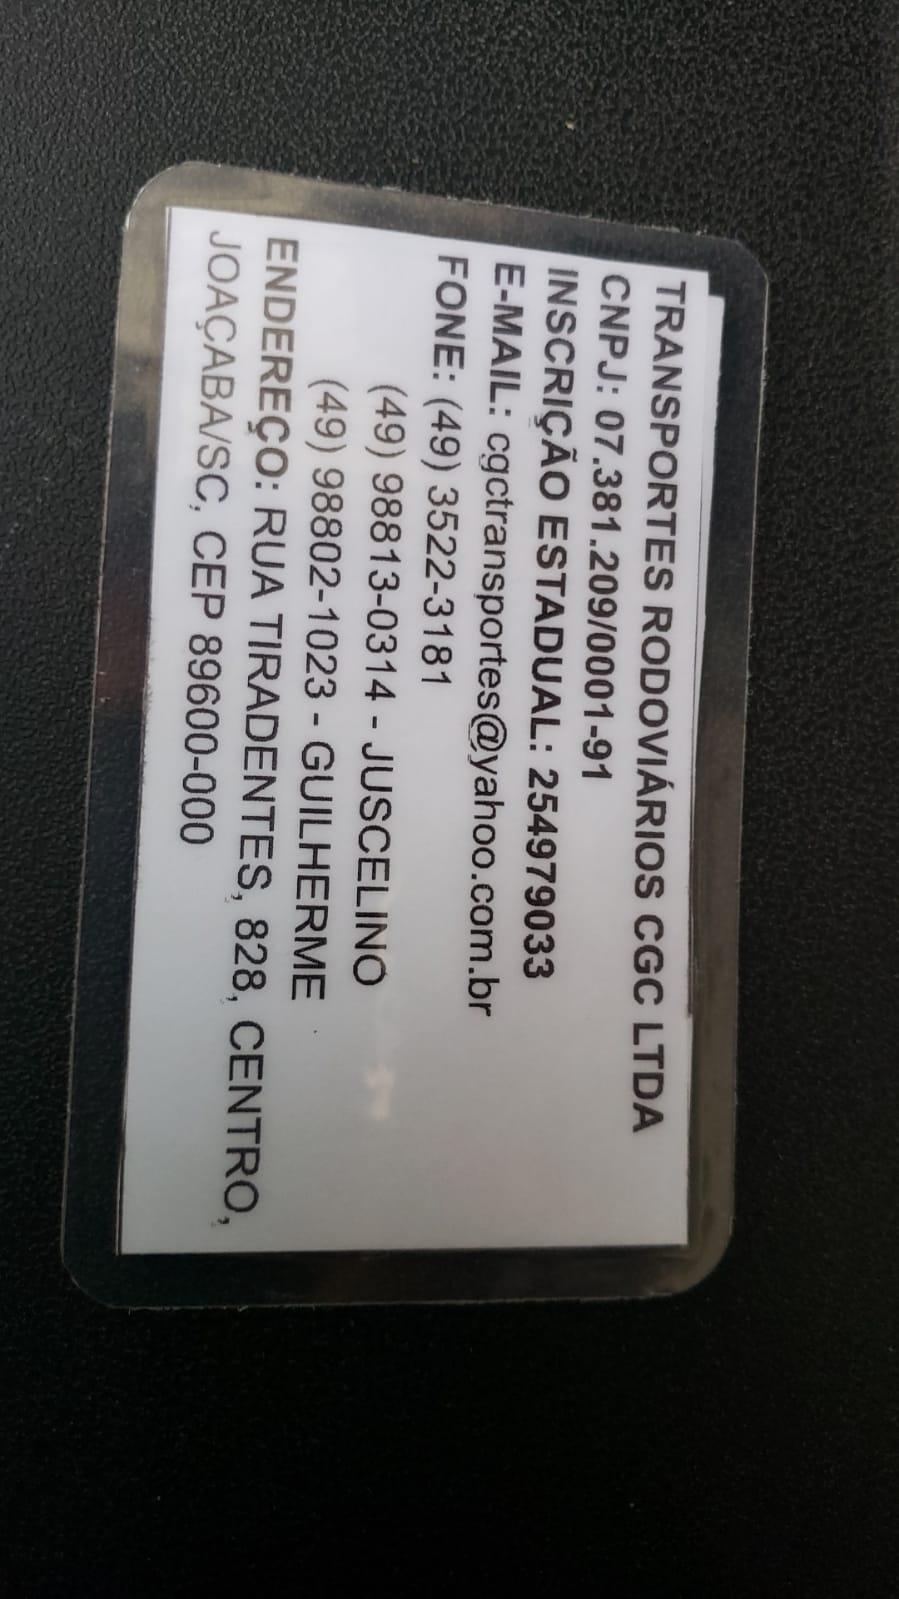 TRANSPORTES RODOVIÁRIOS CGC LTDA
CNPJ: 07.381.209/0001-91
INSCRIÇÃO ESTADUAL: 254979033
E-MAIL: cgctransportes@yahoo.com.br
FONE: (49) 3522-3181
(49) 98813-0314 - JUSCELINO
(49) 98802-1023 - GUILHERME
ENDEREÇO: RUA TIRADENTES, 828, CENTRO,
JOAÇABA/SC, CEP 89600-000